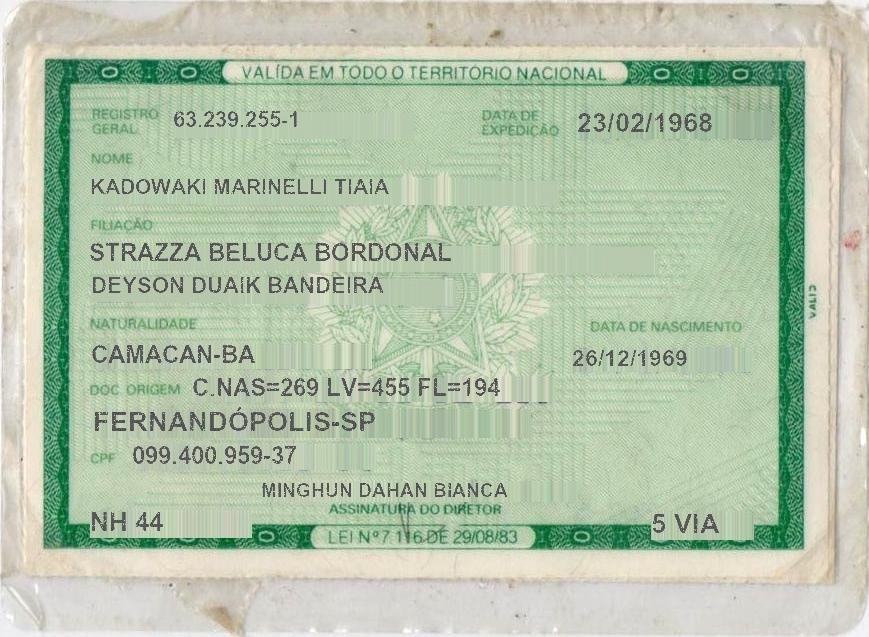 VALÍDA EM TODO O TERRITÓRIO NACIONAL
REGISTRO GERAL 63.239.255-1 DATA DE EXPEDIÇÃO 23/02/1968
NOME
KADOWAKI MARINELLI TIAIA
FILIAÇÃO
STRAZZA BELUCA BORDONAL
DEYSON DUAIK BANDEIRA
NATURALIDADE DATA DE NASCIMENTO
CAMACAN-BA 26/12/1969
DOC ORIGEM C.NAS=269 LV=455 FL=194
FERNANDÓPOLIS-SP
CPF 099.400.959-37
MINGHUN DAHAN BIANCA
ASSINATURA DO DIRETOR
NH 44 5 VIA
LEI Nº 7.116 DE 29/08/83
VALID